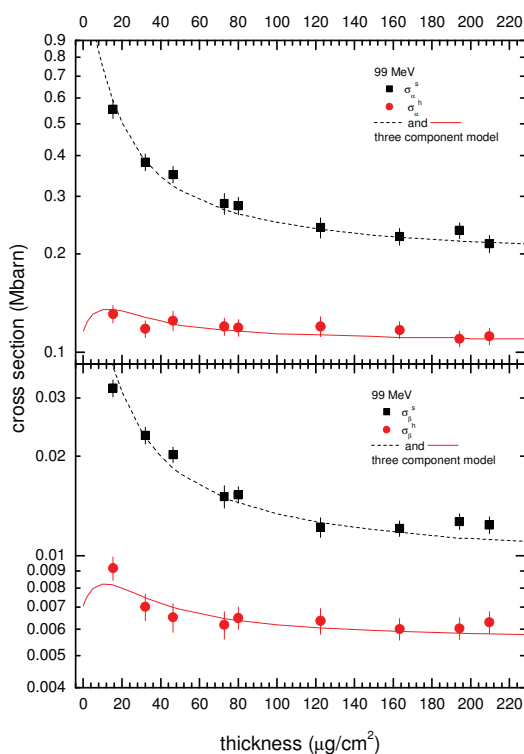 0 20 40 60 80 100 120 140 160 180 200 220
0.9
0.8
0.7
0.6
0.5
0.4
0.3
0.2
0.1
99 MeV
σ_α^s
σ_α^h
and
three component model
cross section (Mbarn)
0.03
0.02
0.01
0.009
0.008
0.007
0.006
0.005
0.004
99 MeV
σ_β^s
σ_β^h
and
three component model
0 20 40 60 80 100 120 140 160 180 200 220
thickness (μg/cm²)